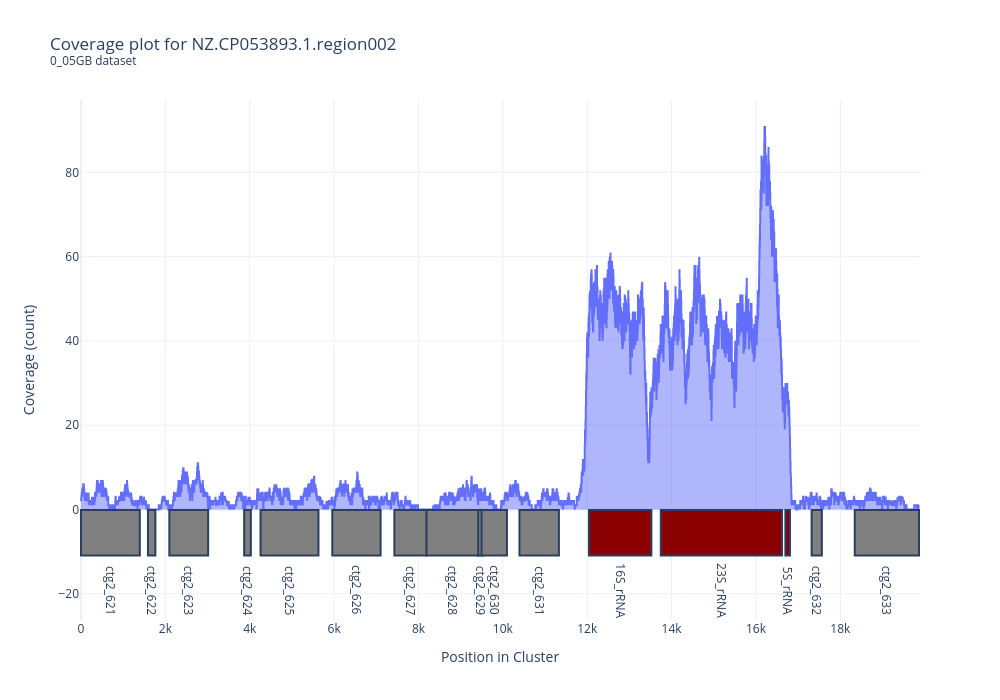 Coverage plot for NZ.CP053893.1.region002
0_05GB dataset
Coverage (count)
80
60
40
20
0
−20
ctg2_621
ctg2_622
ctg2_623
ctg2_624
ctg2_625
ctg2_626
ctg2_627
ctg2_628
ctg2_629
ctg2_630
ctg2_631
16S_rRNA
23S_rRNA
5S_rRNA
ctg2_632
ctg2_633
0 2k 4k 6k 8k 10k 12k 14k 16k 18k
Position in Cluster